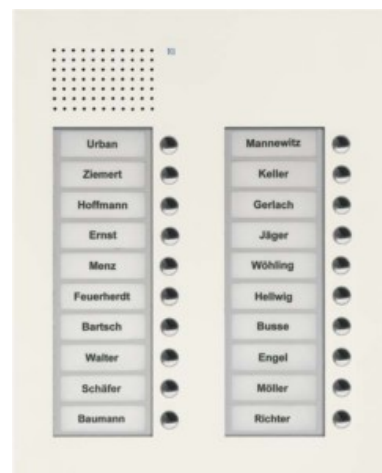 Urban
Ziemert
Hoffmann
Ernst
Menz
Feuerherdt
Bartsch
Walter
Schäfer
Baumann
Mannewitz
Keller
Gerlach
Jäger
Wöhling
Hellwig
Busse
Engel
Möller
Richter